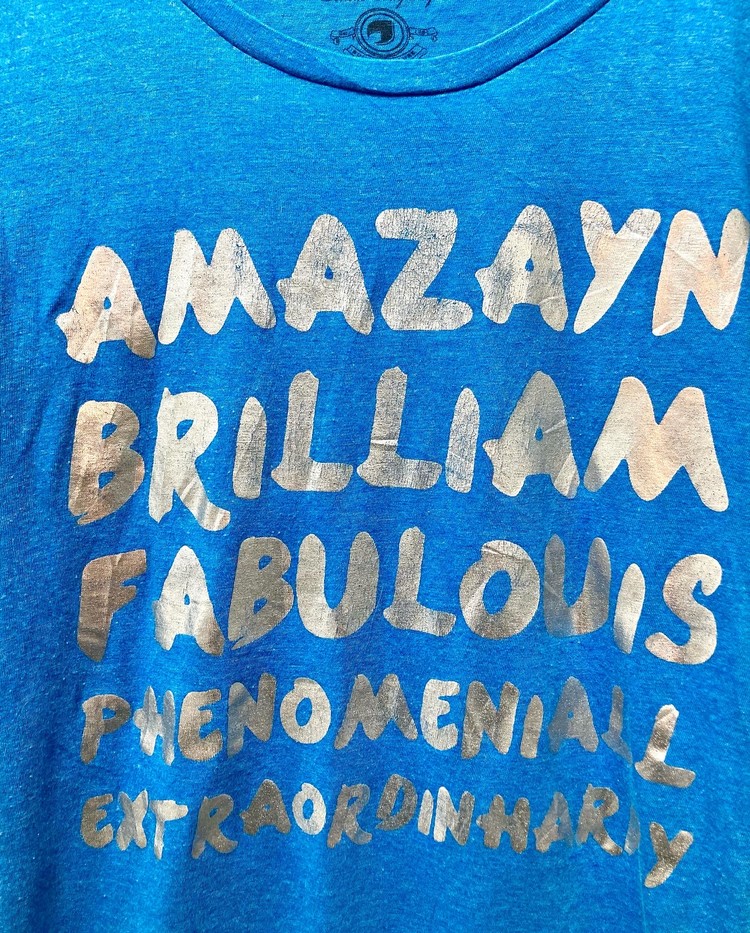 AMAZAYN
BRILLIAM
FABULOUIS
PHENOMENIALL
EXTRAORDINHARRY